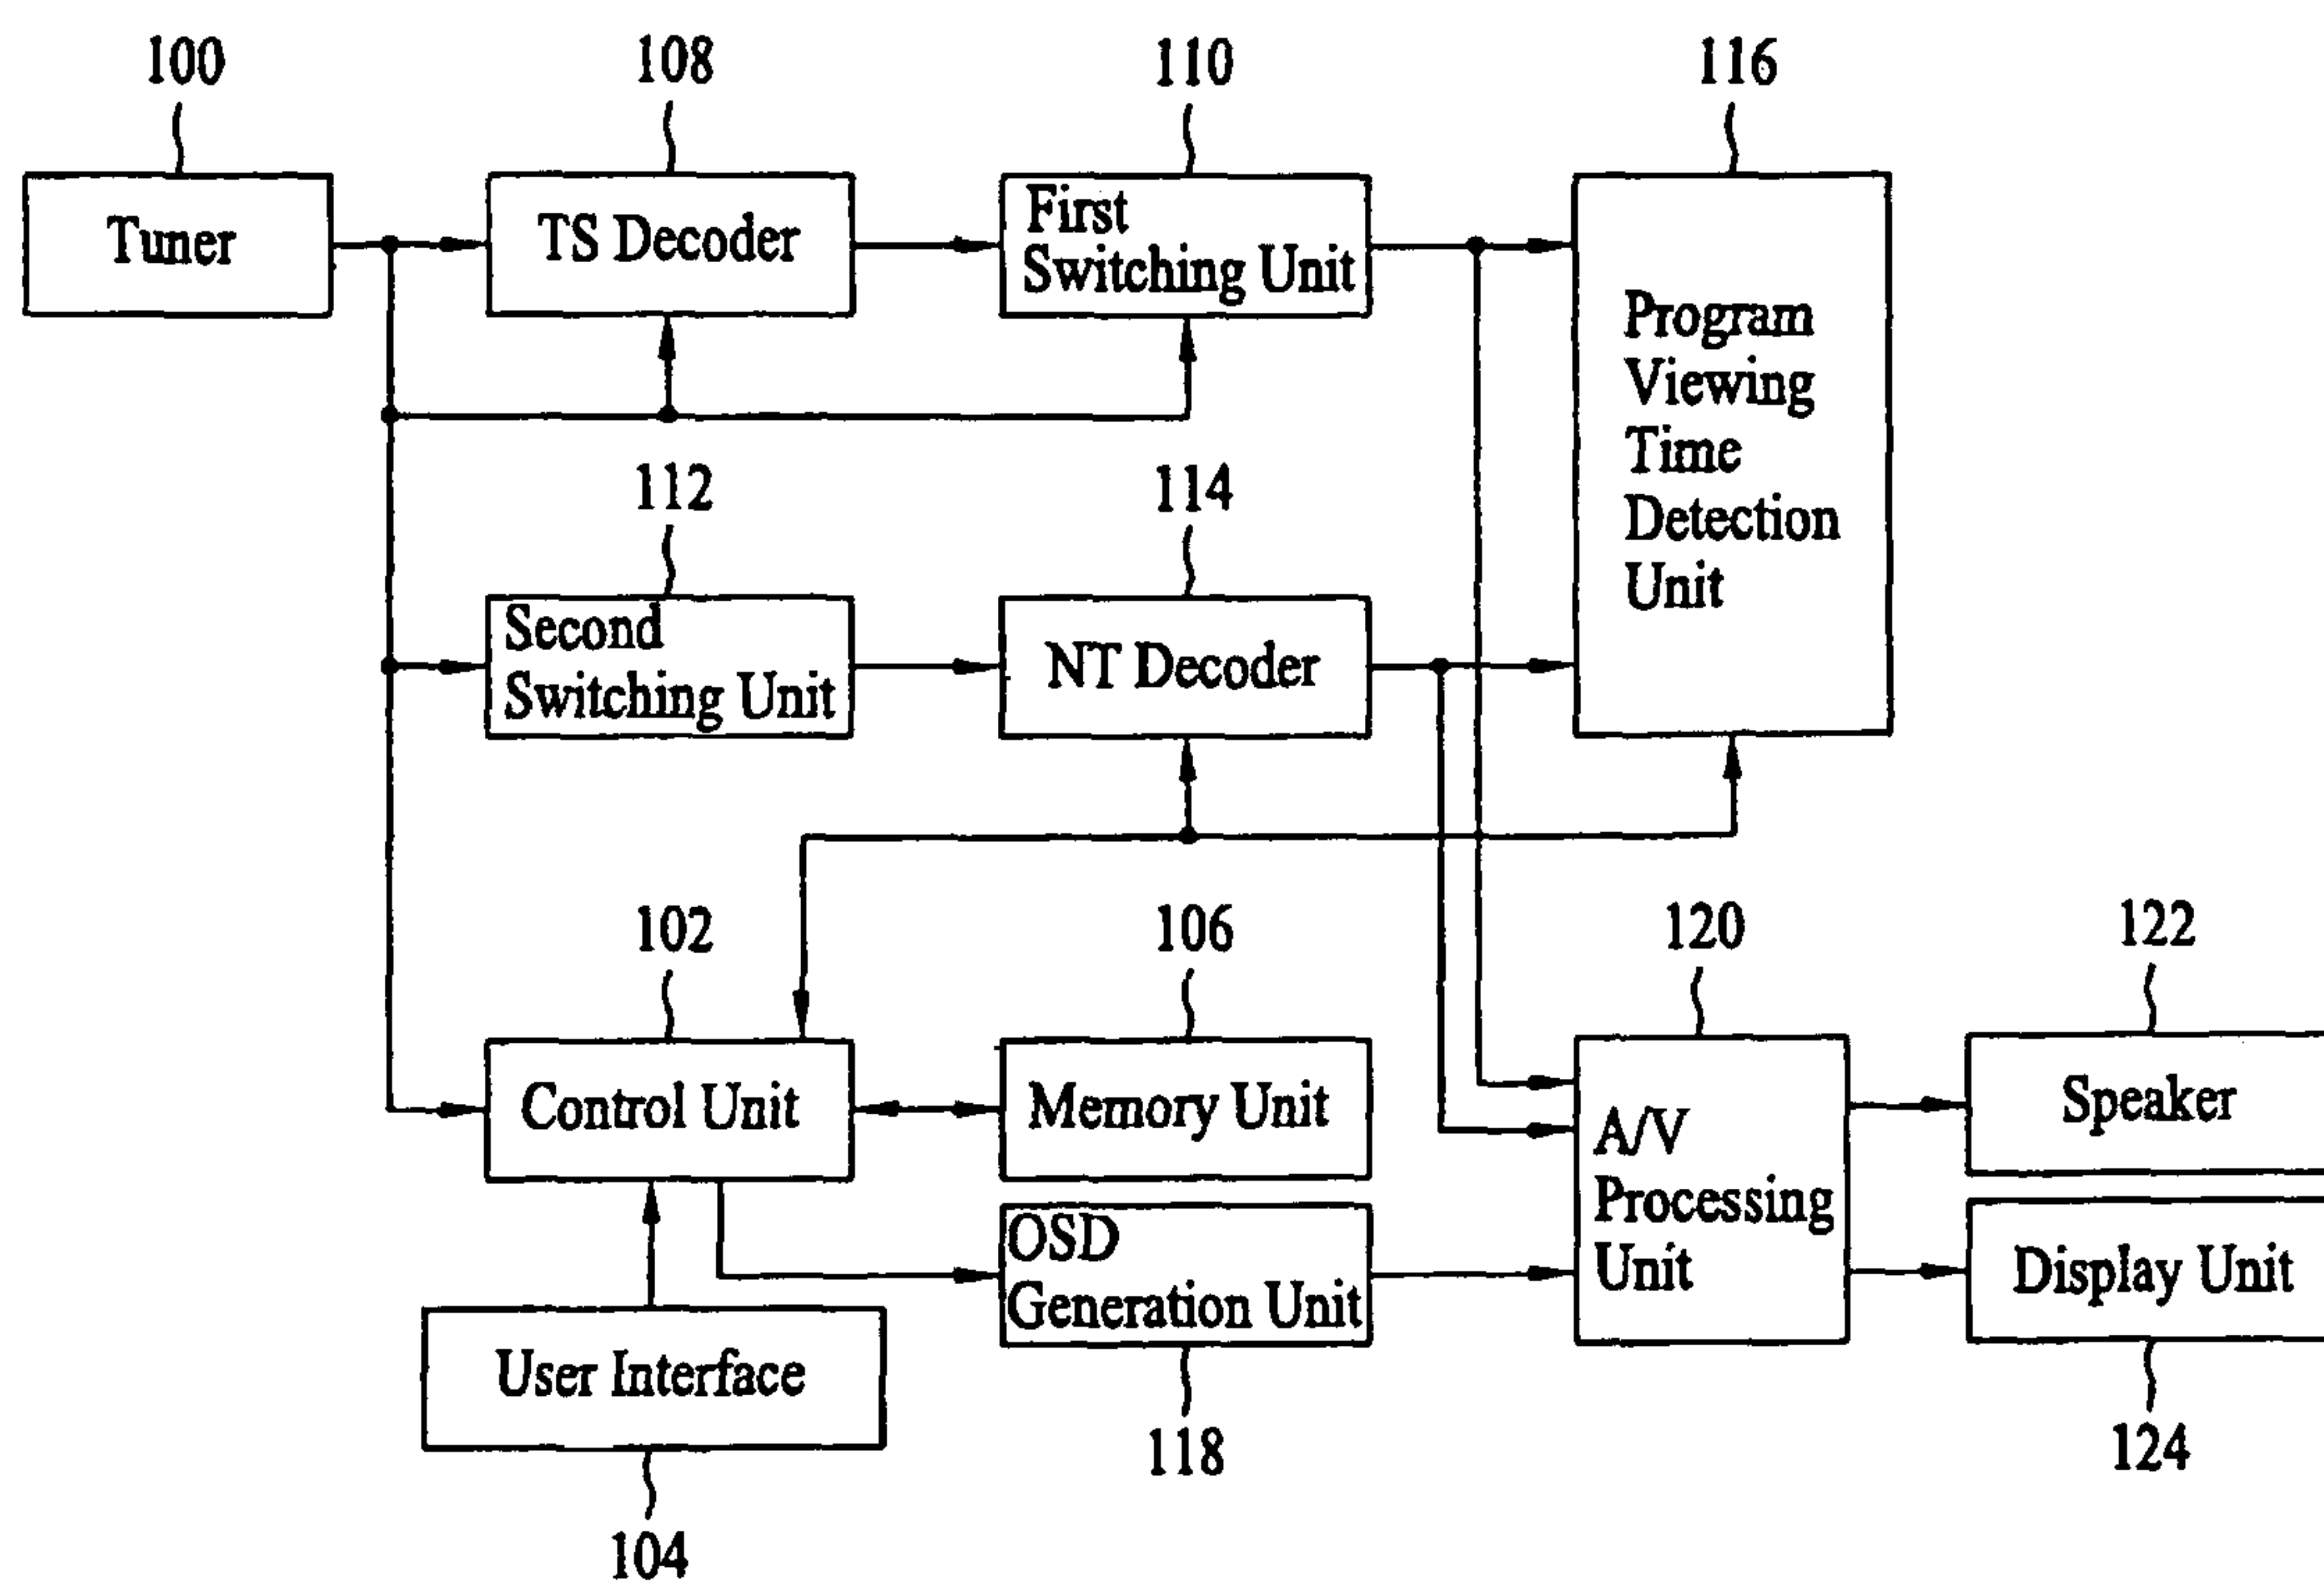 100
108
110
116
Tuner
TS Decoder
First
Switching Unit
Program
Viewing
Time
Detection
Unit
112
114
Second
Switching Unit
NT Decoder
102
106
120
122
Control Unit
Memory Unit
A/V
Processing
Unit
Speaker
OSD
Generation Unit
Display Unit
User Interface
118
124
104